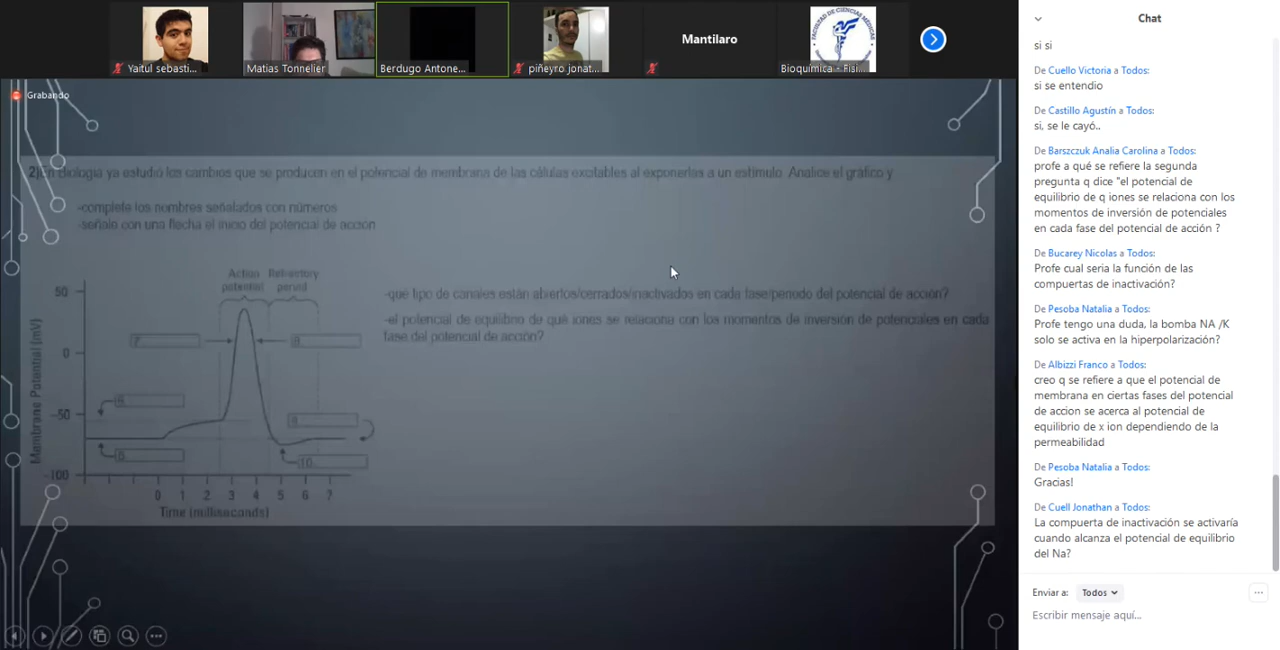 Yaitul sebasti...
Matias Tonnelier
Berdugo Antone...
piñeyro jonat...
Mantilaro
FACULTAD DE CIENCIAS MÉDICAS
Bioquímica - Fisi...
Grabando
2)En Biología ya estudió los cambios que se producen en el potencial de membrana de las células excitables al exponerlas a un estímulo. Analice el gráfico y
-complete los nombres señalados con números
-señale con una flecha el inicio del potencial de acción
Action potential
Refractory period
50
0
-50
-100
Membrane Potential (mV)
7
8
6
9
10
0 1 2 3 4 5 6 7
Time (milliseconds)
-que tipo de canales están abiertos/cerrados/inactivados en cada fase/periodo del potencial de acción?
-el potencial de equilibrio de qué iones se relaciona con los momentos de inversión de potenciales en cada
fase del potencial de acción?
Chat
si si
De Cuello Victoria a Todos:
si se entendio
De Castillo Agustín a Todos:
si, se le cayó..
De Barszczuk Analia Carolina a Todos:
profe a qué se refiere la segunda
pregunta q dice "el potencial de
equilibrio de q iones se relaciona con los
momentos de inversión de potenciales
en cada fase del potencial de acción ?
De Bucarey Nicolas a Todos:
Profe cual seria la función de las
compuertas de inactivación?
De Pesoba Natalia a Todos:
Profe tengo una duda, la bomba NA /K
solo se activa en la hiperpolarización?
De Albizzi Franco a Todos:
creo q se refiere a que el potencial de
membrana en ciertas fases del potencial
de accion se acerca al potencial de
equilibrio de x ion dependiendo de la
permeabilidad
De Pesoba Natalia a Todos:
Gracias!
De Cuell Jonathan a Todos:
La compuerta de inactivación se activaría
cuando alcanza el potencial de equilibrio
del Na?
Enviar a: Todos
Escribir mensaje aquí...